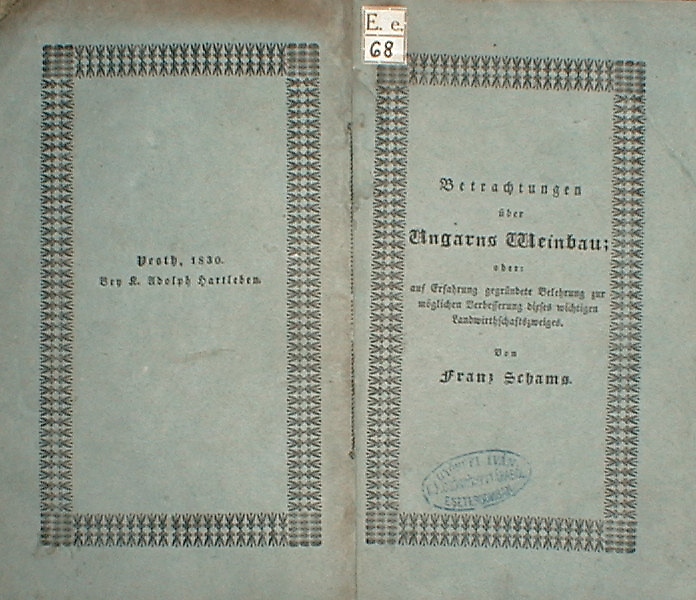 Pesth, 1830.
Bey K. Adolph Hartleben.
E. e.
68
Betrachtungen
über
Ungarns Weinbau;
oder:
auf Erfahrung gegründete Belehrung zur
möglichen Verbesserung dieses wichtigen
Landwirthschaftszweiges.
Von
Franz Schams.